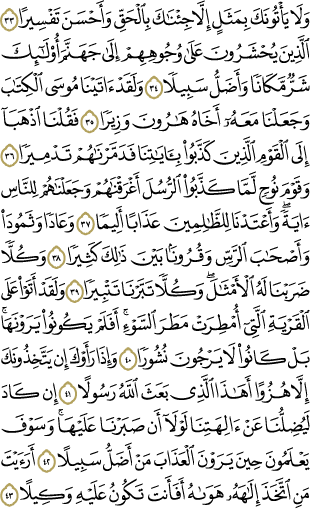 وَلَا يَأْتُونَكَ بِمَثَلٍ إِلَّا جِئْنَٰكَ بِٱلْحَقِّ وَأَحْسَنَ تَفْسِيرًا ٣٣
ٱلَّذِينَ يُحْشَرُونَ عَلَىٰ وُجُوهِهِمْ إِلَىٰ جَهَنَّمَ أُو۟لَٰٓئِكَ
شَرٌّ مَّكَانًا وَأَضَلُّ سَبِيلًا ٣٤ وَلَقَدْ ءَاتَيْنَا مُوسَى ٱلْكِتَٰبَ
وَجَعَلْنَا مَعَهُۥٓ أَخَاهُ هَٰرُونَ وَزِيرًا ٣٥ فَقُلْنَا ٱذْهَبَآ
إِلَى ٱلْقَوْمِ ٱلَّذِينَ كَذَّبُوا۟ بِـَٔايَٰتِنَا فَدَمَّرْنَٰهُمْ تَدْمِيرًا ٣٦
وَقَوْمَ نُوحٍ لَّمَّا كَذَّبُوا۟ ٱلرُّسُلَ أَغْرَقْنَٰهُمْ وَجَعَلْنَٰهُمْ لِلنَّاسِ
ءَايَةً ۖ وَأَعْتَدْنَا لِلظَّٰلِمِينَ عَذَابًا أَلِيمًا ٣٧ وَعَادًا وَثَمُودَا۟
وَأَصْحَٰبَ ٱلرَّسِّ وَقُرُونًۢا بَيْنَ ذَٰلِكَ كَثِيرًا ٣٨ وَكُلًّا
ضَرَبْنَا لَهُ ٱلْأَمْثَٰلَ ۖ وَكُلًّا تَبَّرْنَا تَتْبِيرًا ٣٩ وَلَقَدْ أَتَوْا۟ عَلَى
ٱلْقَرْيَةِ ٱلَّتِىٓ أُمْطِرَتْ مَطَرَ ٱلسَّوْءِ ۚ أَفَلَمْ يَكُونُوا۟ يَرَوْنَهَا ۚ
بَلْ كَانُوا۟ لَا يَرْجُونَ نُشُورًا ٤٠ وَإِذَا رَأَوْكَ إِن يَتَّخِذُونَكَ
إِلَّا هُزُوًا أَهَٰذَا ٱلَّذِى بَعَثَ ٱللَّهُ رَسُولًا ٤١ إِن كَادَ
لَيُضِلُّنَا عَنْ ءَالِهَتِنَا لَوْلَآ أَن صَبَرْنَا عَلَيْهَا ۚ وَسَوْفَ
يَعْلَمُونَ حِينَ يَرَوْنَ ٱلْعَذَابَ مَنْ أَضَلُّ سَبِيلًا ٤٢ أَرَءَيْتَ
مَنِ ٱتَّخَذَ إِلَٰهَهُۥ هَوَىٰهُ أَفَأَنتَ تَكُونُ عَلَيْهِ وَكِيلًا ٤٣